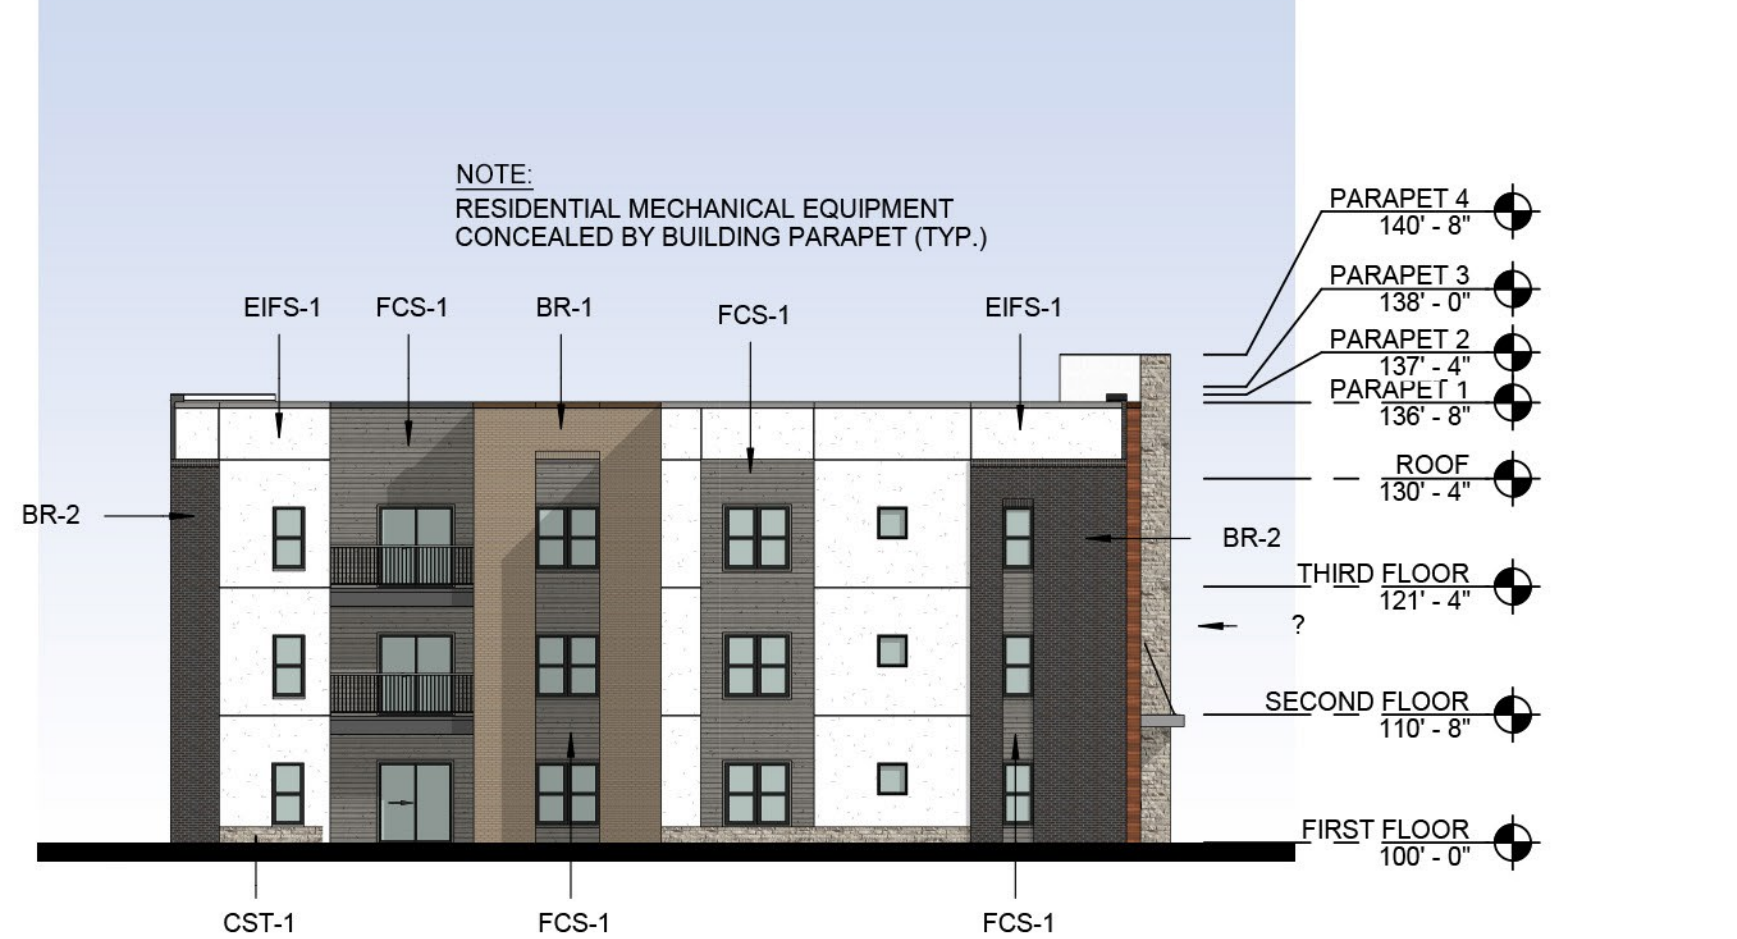 NOTE:
RESIDENTIAL MECHANICAL EQUIPMENT
CONCEALED BY BUILDING PARAPET (TYP.)
PARAPET 4
140' - 8"
PARAPET 3
138' - 0"
PARAPET 2
137' - 4"
PARAPET 1
136' - 8"
EIFS-1
FCS-1
BR-1
FCS-1
EIFS-1
ROOF
130' - 4"
BR-2
BR-2
THIRD FLOOR
121' - 4"
?
SECOND FLOOR
110' - 8"
FIRST FLOOR
100' - 0"
CST-1
FCS-1
FCS-1